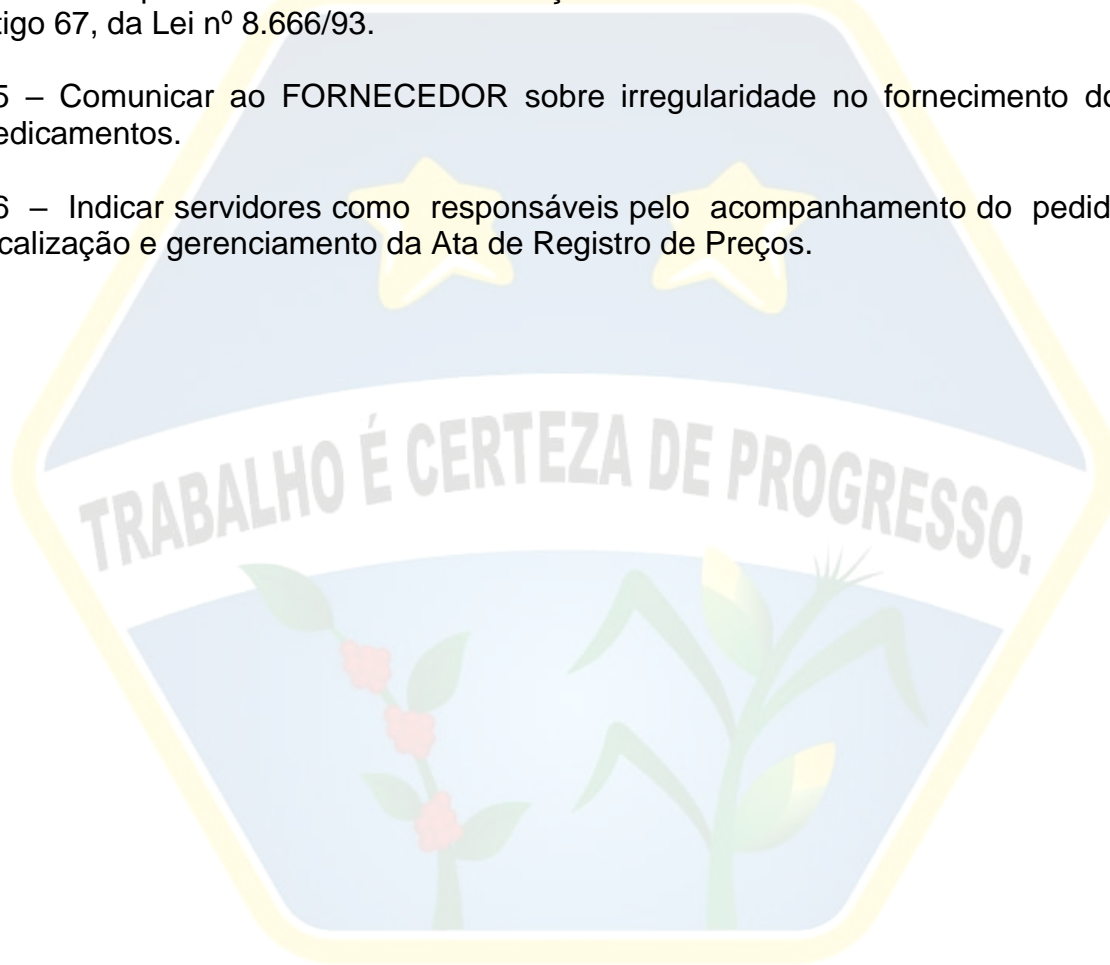 tigo 67, da Lei nº 8.666/93.
5 – Comunicar ao FORNECEDOR sobre irregularidade no fornecimento do
edicamentos.
6 – Indicar servidores como responsáveis pelo acompanhamento do pedid
calização e gerenciamento da Ata de Registro de Preços.
TRABALHO É CERTEZA DE PROGRESSO.